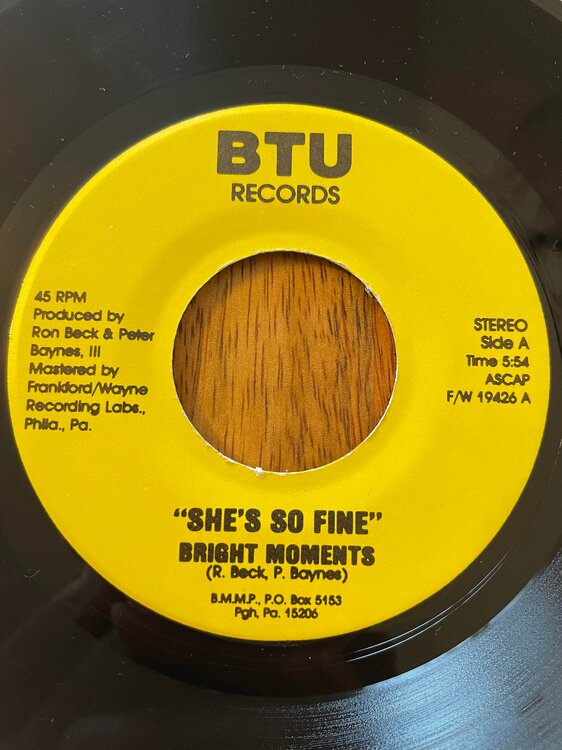 BTU
RECORDS
45 RPM
Produced by
Ron Beck & Peter
Baynes, III
Mastered by
Frankford/Wayne
Recording Labs.,
Phila., Pa.
STEREO
Side A
Time 5:54
ASCAP
F/W 19426 A
"SHE'S SO FINE"
BRIGHT MOMENTS
(R. Beck, P. Baynes)
B.M.M.P., P.O. Box 5153
Pgh, Pa. 15206